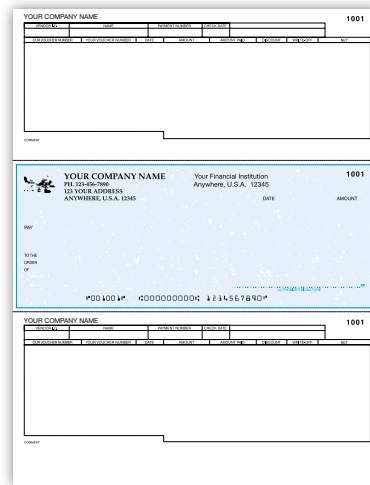 YOUR COMPANY NAME 1001
VENDOR I.D. NAME PAYMENT NUMBER CHECK DATE
OUR VOUCHER NUMBER YOUR VOUCHER NUMBER DATE AMOUNT AMOUNT PAID DISCOUNT WRITE-OFF NET
COMMENT
YOUR COMPANY NAME Your Financial Institution 1001
PH. 123-456-7890 Anywhere, U.S.A. 12345
123 YOUR ADDRESS
ANYWHERE, U.S.A. 12345 DATE AMOUNT
PAY
TO THE
ORDER
OF
AUTHORIZED SIGNATURE
⑈001001⑈ ⑆000000000⑆ 1234567890⑈
YOUR COMPANY NAME 1001
VENDOR I.D. NAME PAYMENT NUMBER CHECK DATE
OUR VOUCHER NUMBER YOUR VOUCHER NUMBER DATE AMOUNT AMOUNT PAID DISCOUNT WRITE-OFF NET
COMMENT